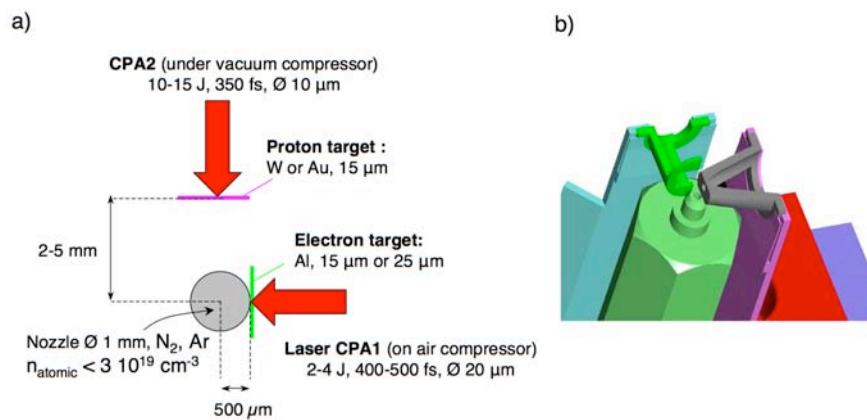 a)
CPA2 (under vacuum compressor)
10-15 J, 350 fs, Ø 10 µm
Proton target :
W or Au, 15 µm
2-5 mm
Electron target:
Al, 15 µm or 25 µm
Nozzle Ø 1 mm, N₂, Ar
nₐₜₒₘᵢc < 3 10¹⁹ cm⁻³
Laser CPA1 (on air compressor)
2-4 J, 400-500 fs, Ø 20 µm
500 µm
b)